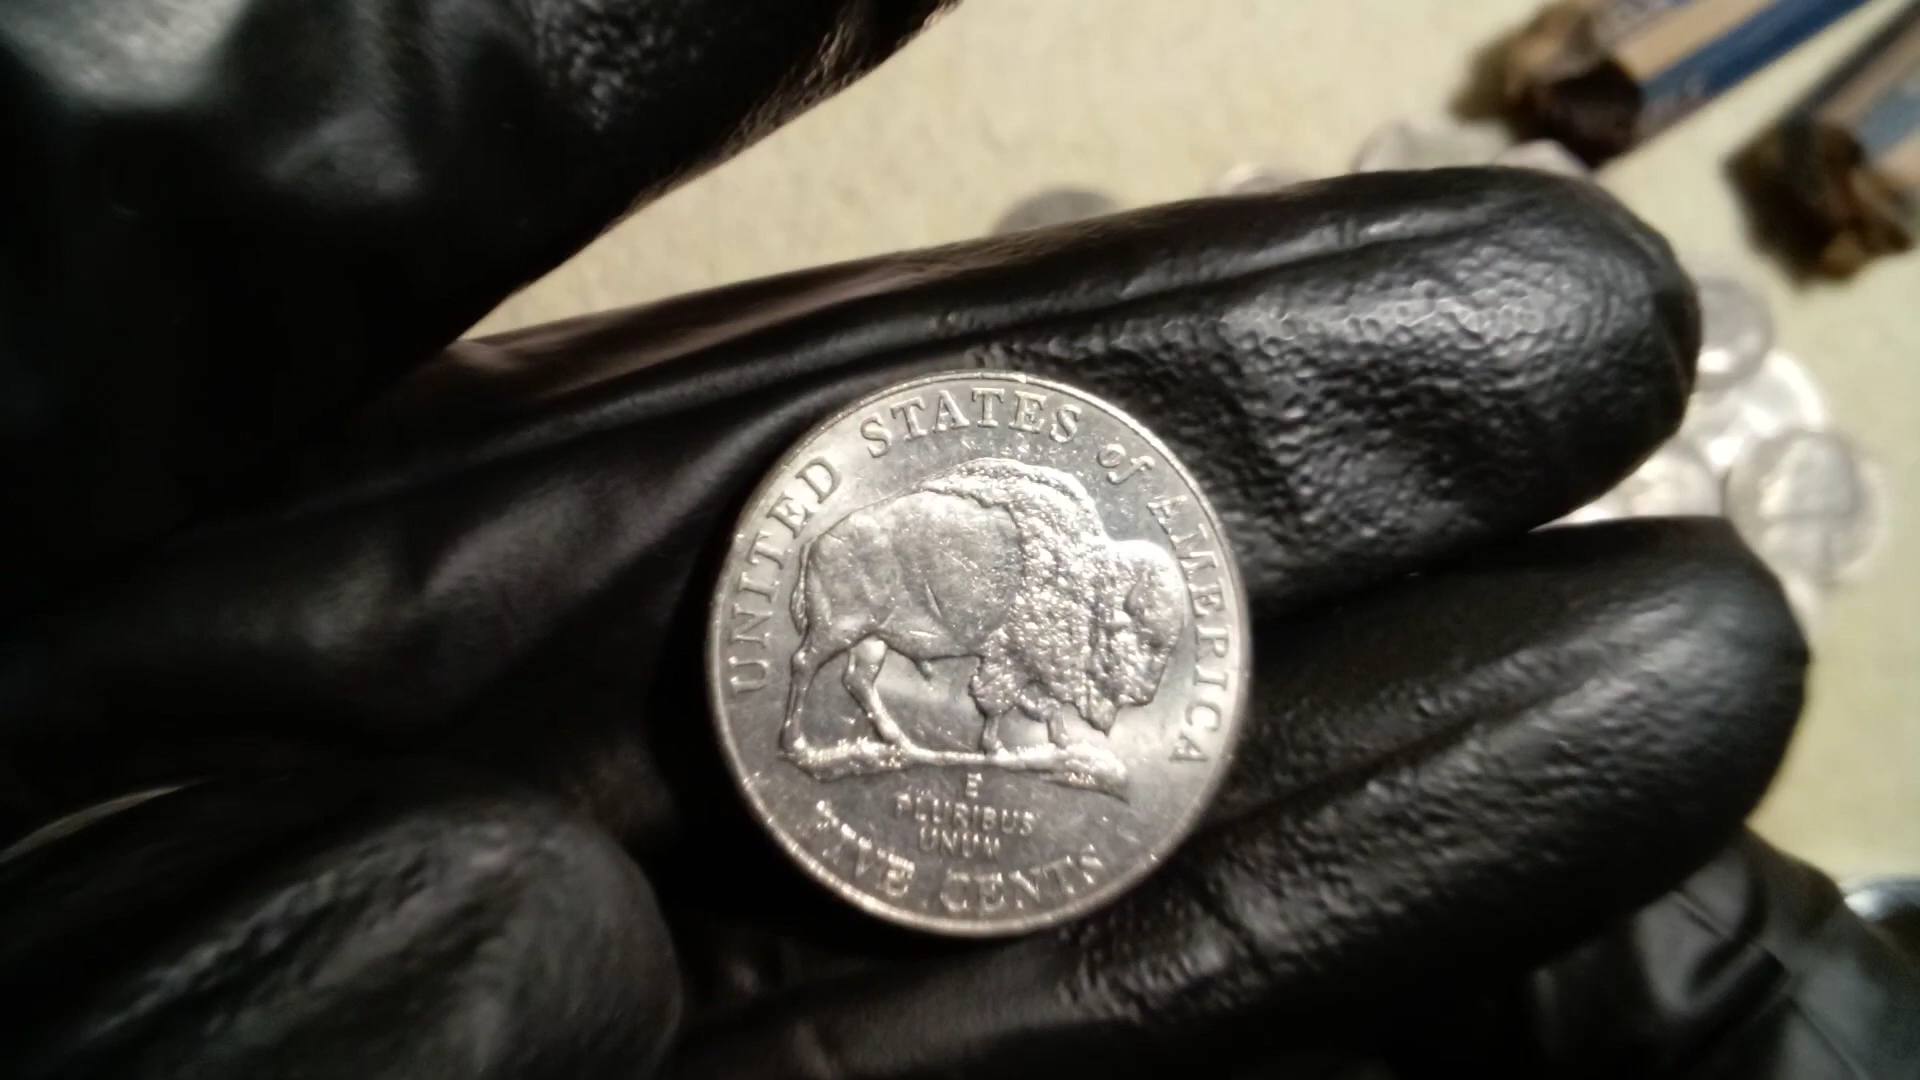 UNITED STATES of AMERICA
E
PLURIBUS
UNUM
FIVE CENTS